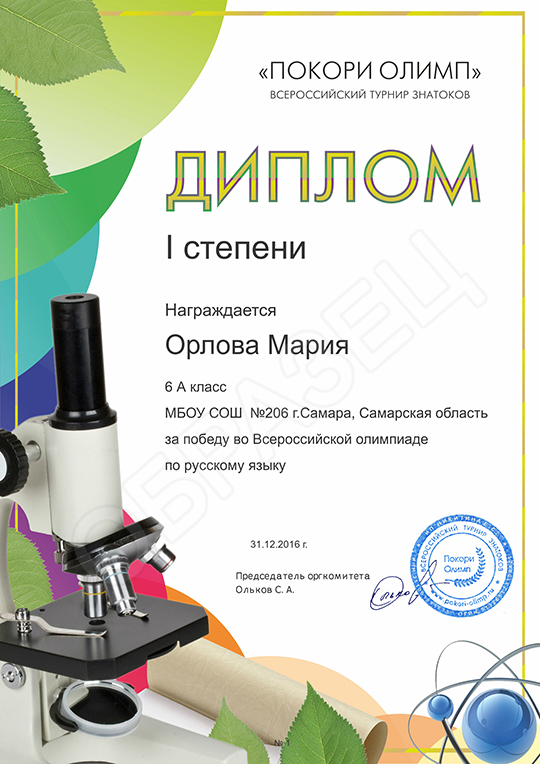 «ПОКОРИ ОЛИМП»
ВСЕРОССИЙСКИЙ ТУРНИР ЗНАТОКОВ
ДИПЛОМ
I степени
Награждается
Орлова Мария
6 А класс
МБОУ СОШ №206 г.Самара, Самарская область
за победу во Всероссийской олимпиаде
по русскому языку
ОБРАЗЕЦ
31.12.2016 г.
Председатель оргкомитета
Ольков С. А.
ВСЕРОССИЙСКИЙ ТУРНИР ЗНАТОКОВ
Покори
Олимп
www.pokori-olimp.ru
№ 1